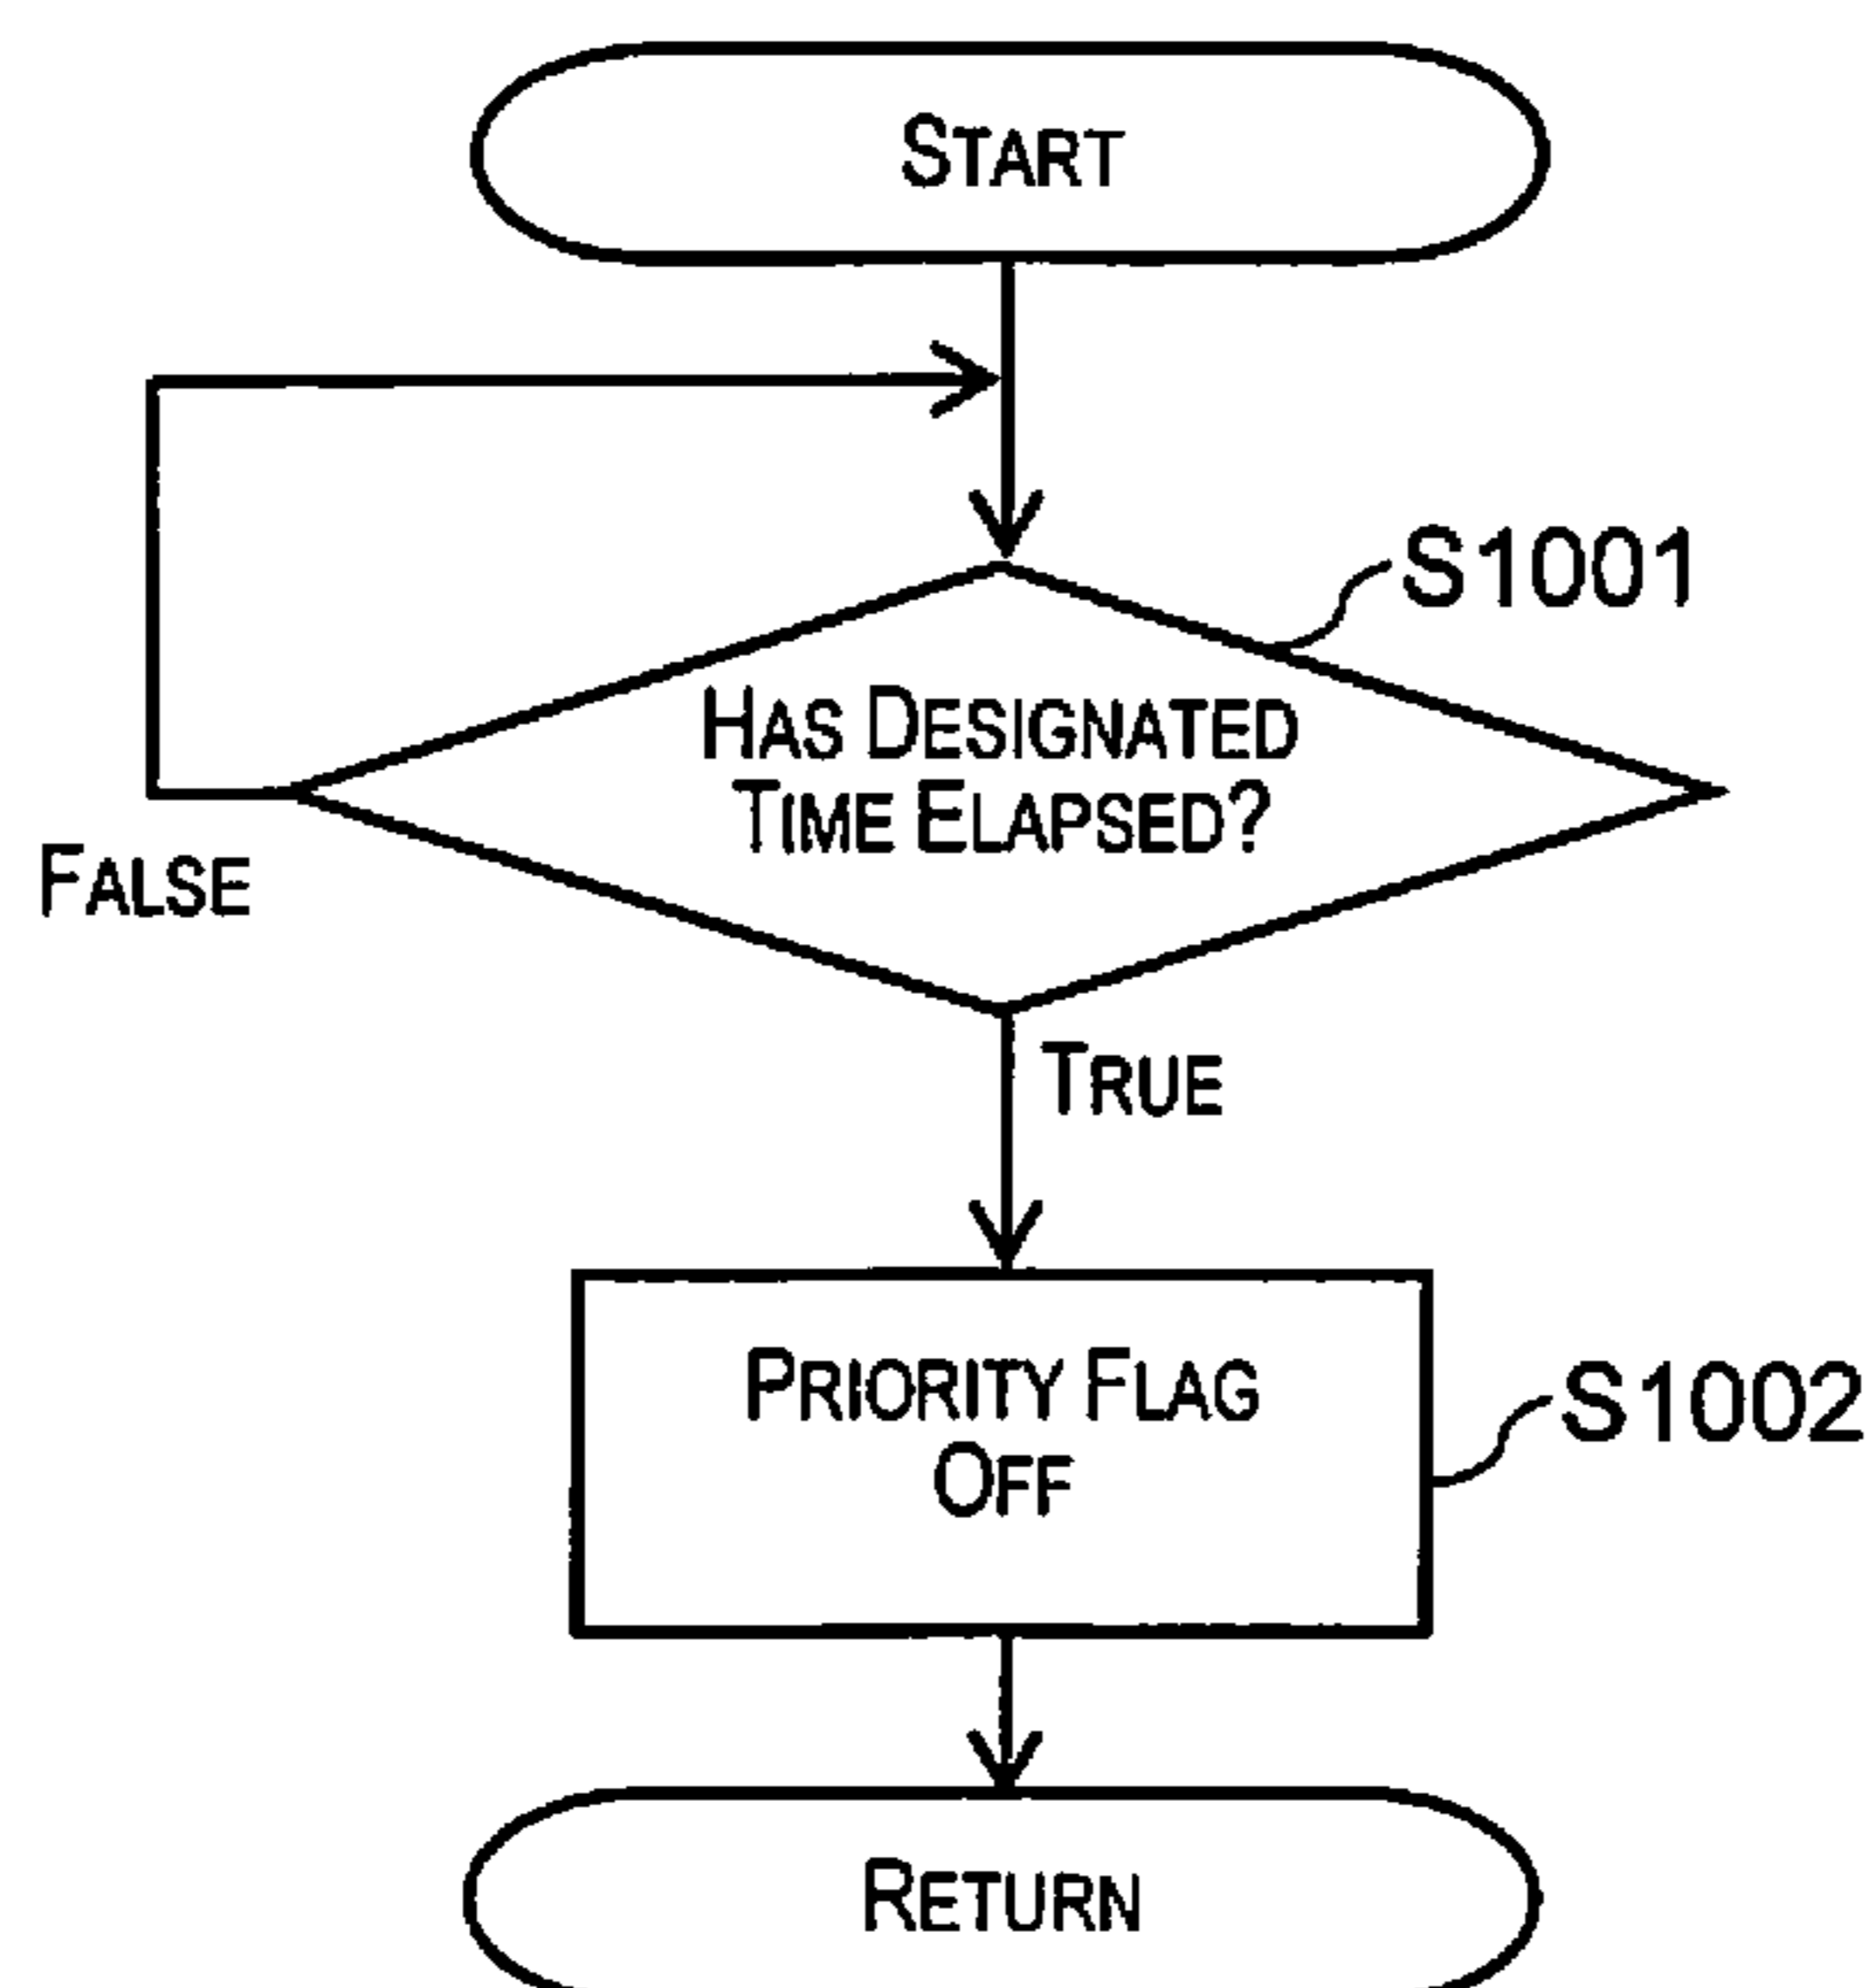 START
S1001
HAS DESIGNATED
TIME ELAPSED?
FALSE
TRUE
PRIORITY FLAG
OFF
S1002
RETURN